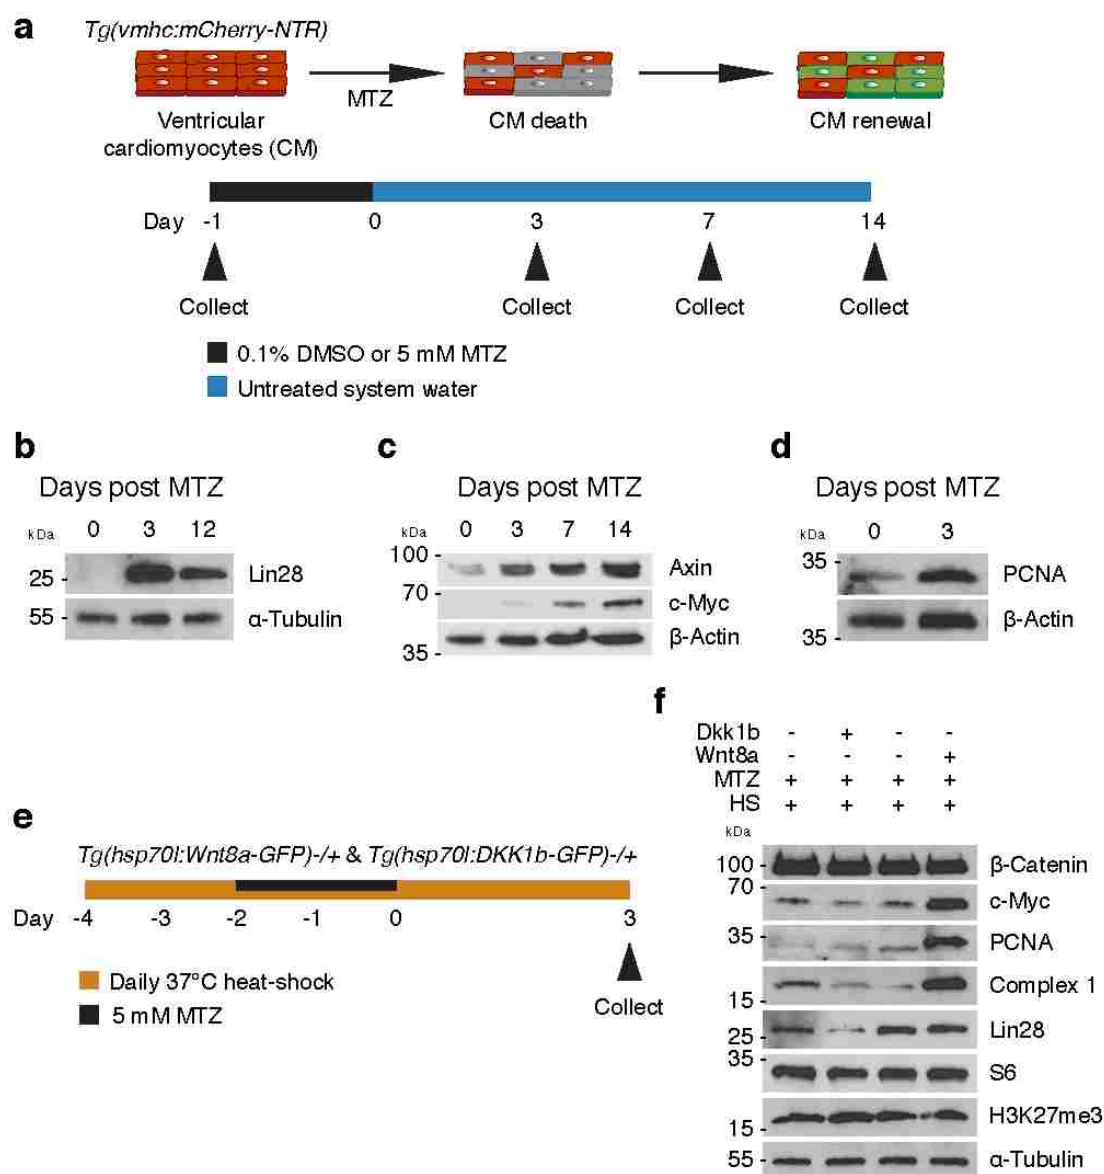 a
Tg(vmhc:mCherry-NTR)
MTZ
Ventricular
cardiomyocytes (CM)
CM death
CM renewal
Day -1 0 3 7 14
Collect Collect Collect Collect
0.1% DMSO or 5 mM MTZ
Untreated system water
b
Days post MTZ
kDa 0 3 12
25 - Lin28
55 - α-Tubulin
c
Days post MTZ
kDa 0 3 7 14
100 -
Axin
70 -
c-Myc
β-Actin
35 -
d
Days post MTZ
kDa 0 3
35 -
PCNA
β-Actin
35 -
e
Tg(hsp70l:Wnt8a-GFP)-/+ & Tg(hsp70l:DKK1b-GFP)-/+
Day -4 -3 -2 -1 0 3
Daily 37°C heat-shock
5 mM MTZ
Collect
f
Dkk1b - + - -
Wnt8a - - - +
MTZ + + + +
HS + + + +
kDa
100 - β-Catenin
70 -
c-Myc
35 -
PCNA
Complex 1
15 -
Lin28
25 -
35 -
S6
H3K27me3
15 -
55 - α-Tubulin